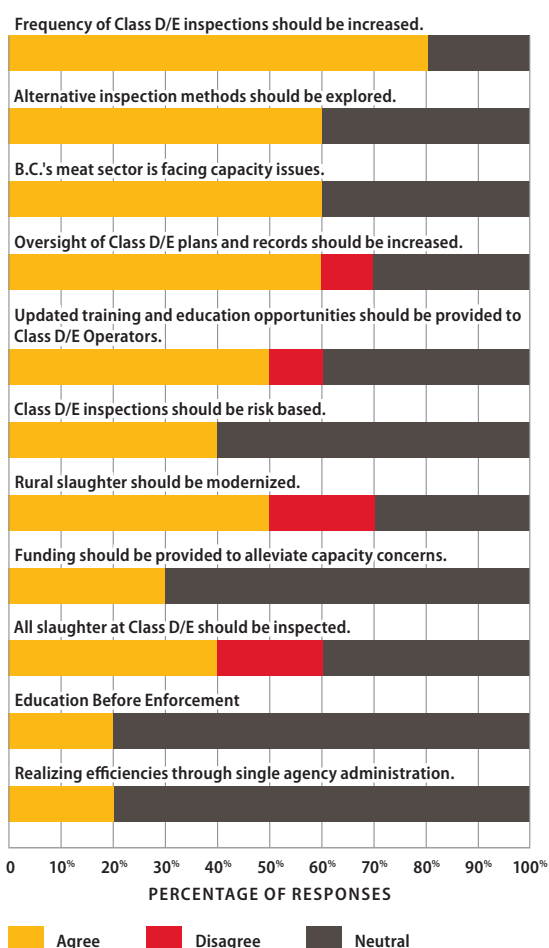 Frequency of Class D/E inspections should be increased.
Alternative inspection methods should be explored.
B.C.'s meat sector is facing capacity issues.
Oversight of Class D/E plans and records should be increased.
Updated training and education opportunities should be provided to
Class D/E Operators.
Class D/E inspections should be risk based.
Rural slaughter should be modernized.
Funding should be provided to alleviate capacity concerns.
All slaughter at Class D/E should be inspected.
Education Before Enforcement
Realizing efficiencies through single agency administration.
0 10% 20% 30% 40% 50% 60% 70% 80% 90% 100%
PERCENTAGE OF RESPONSES
Agree Disagree Neutral